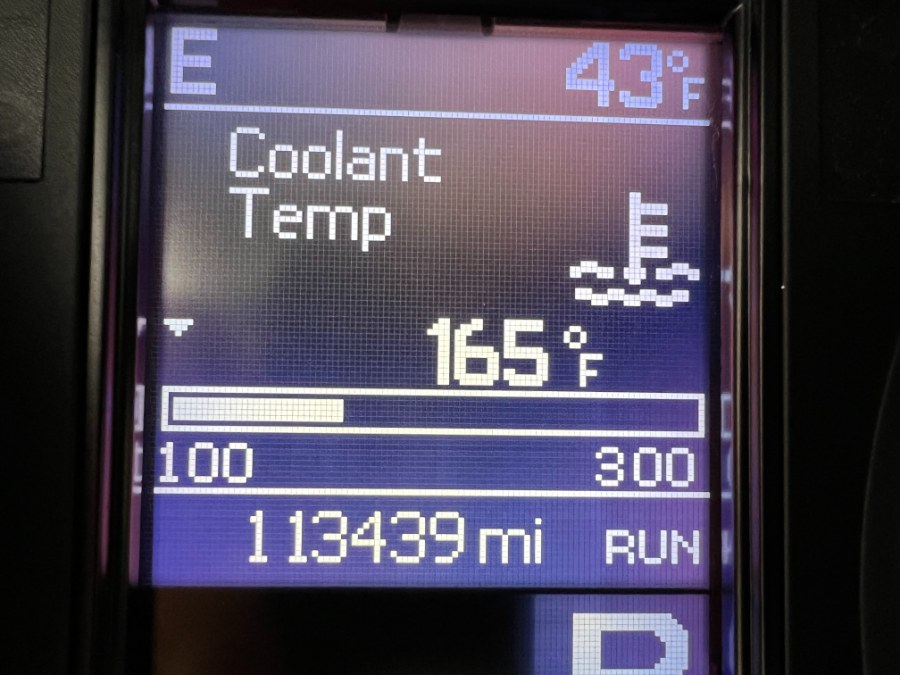 E 43°F
Coolant
Temp
165 °F
100 300
113439 mi RUN
P